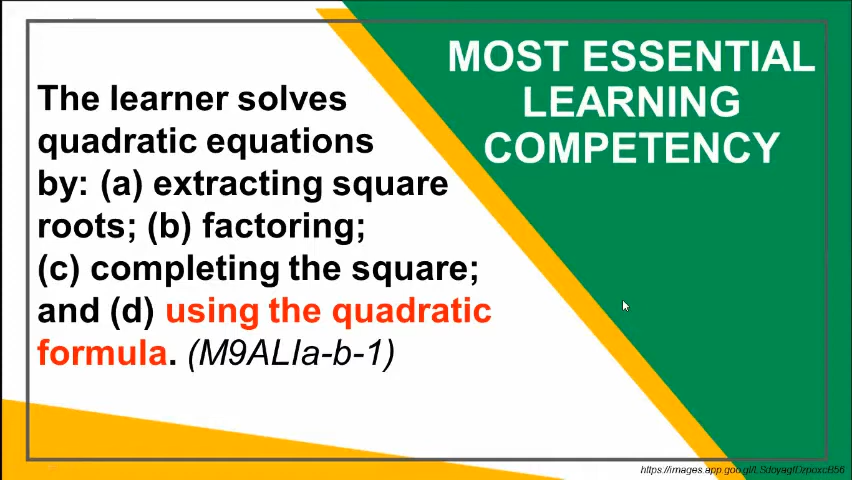 MOST ESSENTIAL
LEARNING
COMPETENCY
The learner solves
quadratic equations
by: (a) extracting square
roots; (b) factoring;
(c) completing the square;
and (d) using the quadratic
formula. (M9ALIa-b-1)